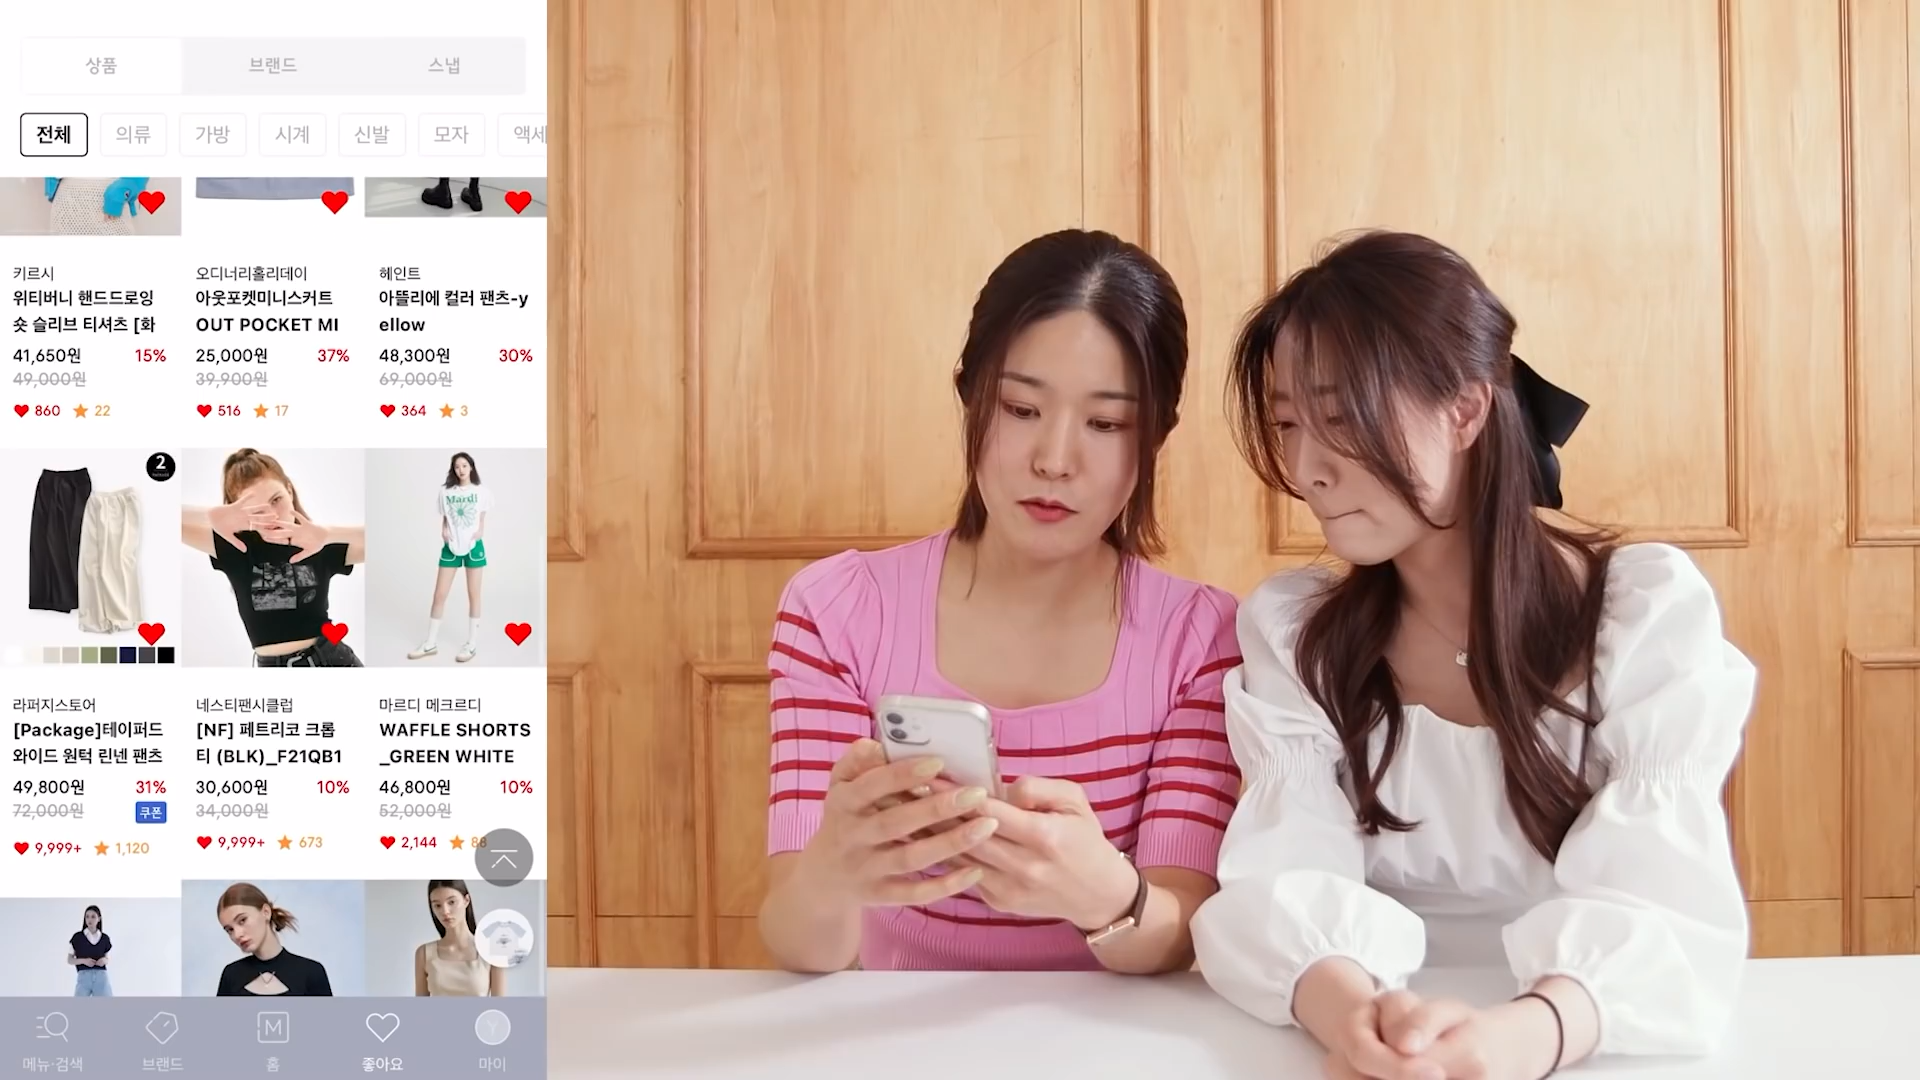 상품 브랜드 스냅
전체 의류 가방 시계 신발 모자 액세
키르시
위티버니 핸드드로잉
숏 슬리브 티셔츠 [화
41,650원 15%
49,000원
860 22
오디너리홀리데이
아웃포켓미니스커트
OUT POCKET MI
25,000원 37%
39,900원
516 17
헤인트
아뜰리에 컬러 팬츠-y
ellow
48,300원 30%
69,000원
364 3
2
Mardi
라퍼지스토어
[Package]테이퍼드
와이드 원턱 린넨 팬츠
49,800원 31%
72,000원 쿠폰
9,999+ 1,120
네스티팬시클럽
[NF] 페트리코 크롭
티 (BLK)_F21QB1
30,600원 10%
34,000원
9,999+ 673
마르디 메크르디
WAFFLE SHORTS
_GREEN WHITE
46,800원 10%
52,000원
2,144 88
M Y
메뉴·검색 브랜드 홈 좋아요 마이